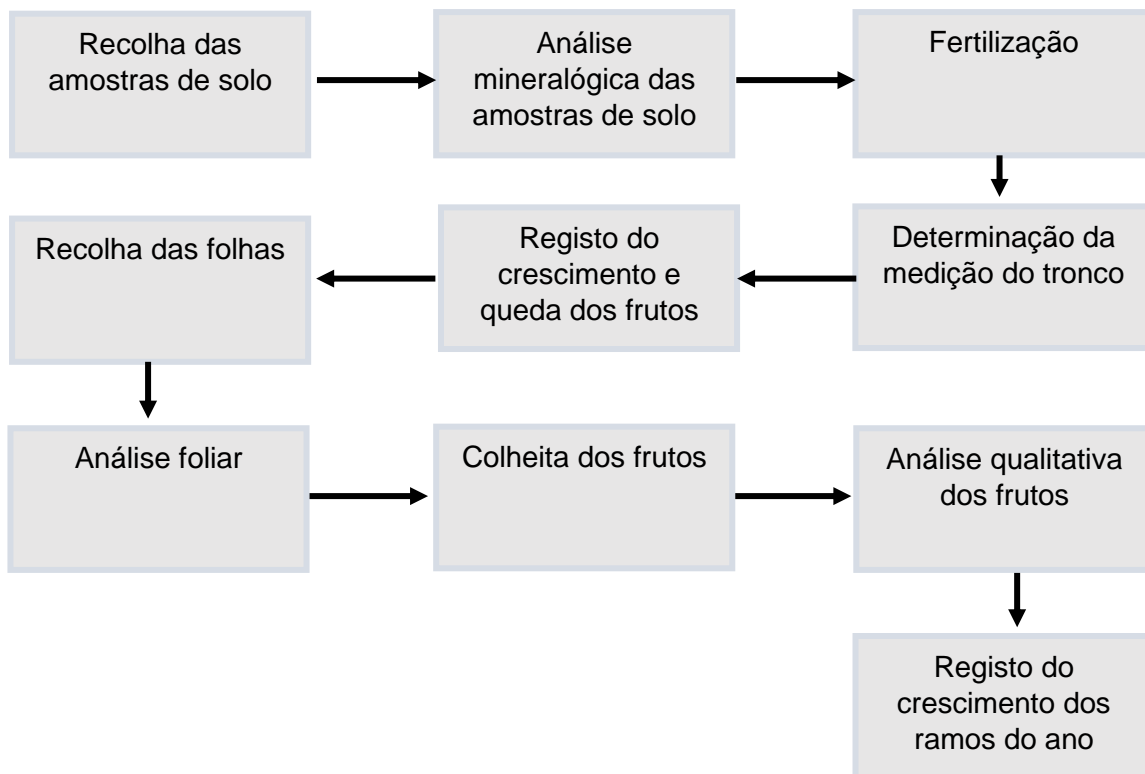 Recolha das
amostras de solo
Análise
mineralógica das
amostras de solo
Fertilização
Determinação da
medição do tronco
Registo do
crescimento e
queda dos frutos
Recolha das folhas
Análise foliar
Colheita dos frutos
Análise qualitativa
dos frutos
Registo do
crescimento dos
ramos do ano